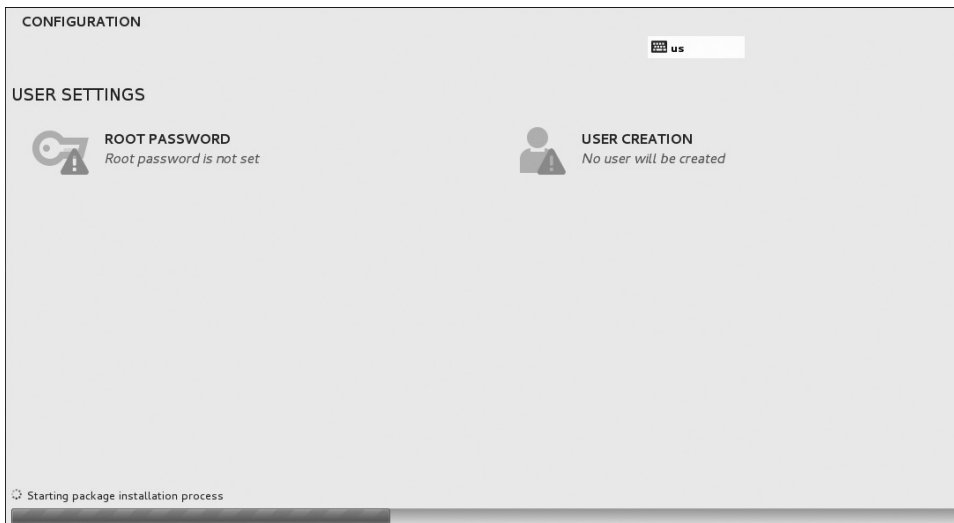 CONFIGURATION
us
USER SETTINGS
ROOT PASSWORD
Root password is not set
USER CREATION
No user will be created
Starting package installation process